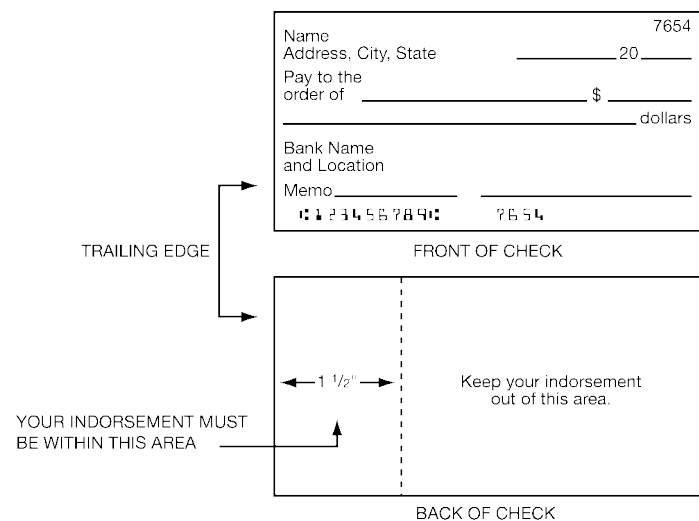 7654
Name
Address, City, State 20
Pay to the
order of $
dollars
Bank Name
and Location
Memo
⑆123456789⑆ 7654
TRAILING EDGE
FRONT OF CHECK
1 1/2"
Keep your indorsement
out of this area.
YOUR INDORSEMENT MUST
BE WITHIN THIS AREA
BACK OF CHECK